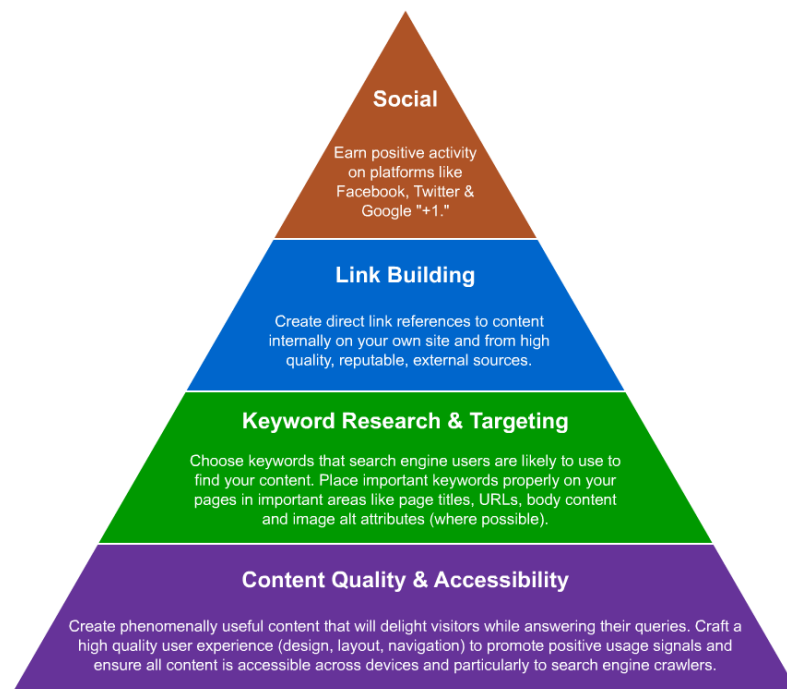 Social
Earn positive activity
on platforms like
Facebook, Twitter &
Google "+1."
Link Building
Create direct link references to content
internally on your own site and from high
quality, reputable, external sources.
Keyword Research & Targeting
Choose keywords that search engine users are likely to use to
find your content. Place important keywords properly on your
pages in important areas like page titles, URLs, body content
and image alt attributes (where possible).
Content Quality & Accessibility
Create phenomenally useful content that will delight visitors while answering their queries. Craft a
high quality user experience (design, layout, navigation) to promote positive usage signals and
ensure all content is accessible across devices and particularly to search engine crawlers.